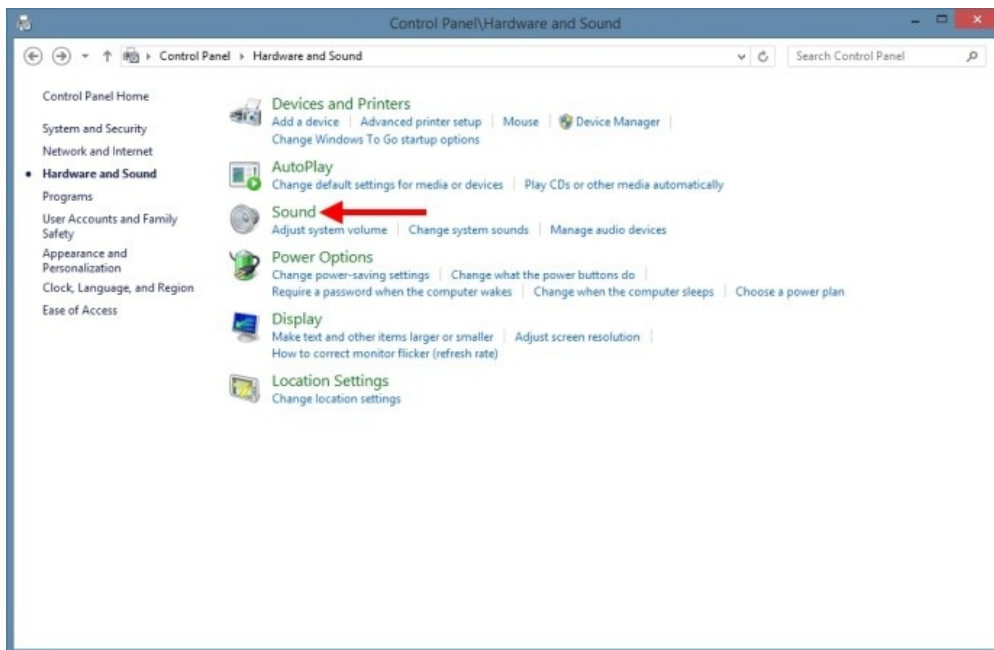 Control Panel\Hardware and Sound
Control Panel Hardware and Sound
Search Control Panel
Control Panel Home
System and Security
Network and Internet
Hardware and Sound
Programs
User Accounts and Family
Safety
Appearance and
Personalization
Clock, Language, and Region
Ease of Access
Devices and Printers
Add a device Advanced printer setup Mouse Device Manager
Change Windows To Go startup options
AutoPlay
Change default settings for media or devices Play CDs or other media automatically
Sound
Adjust system volume Change system sounds Manage audio devices
Power Options
Change power-saving settings Change what the power buttons do
Require a password when the computer wakes Change when the computer sleeps Choose a power plan
Display
Make text and other items larger or smaller Adjust screen resolution
How to correct monitor flicker (refresh rate)
Location Settings
Change location settings